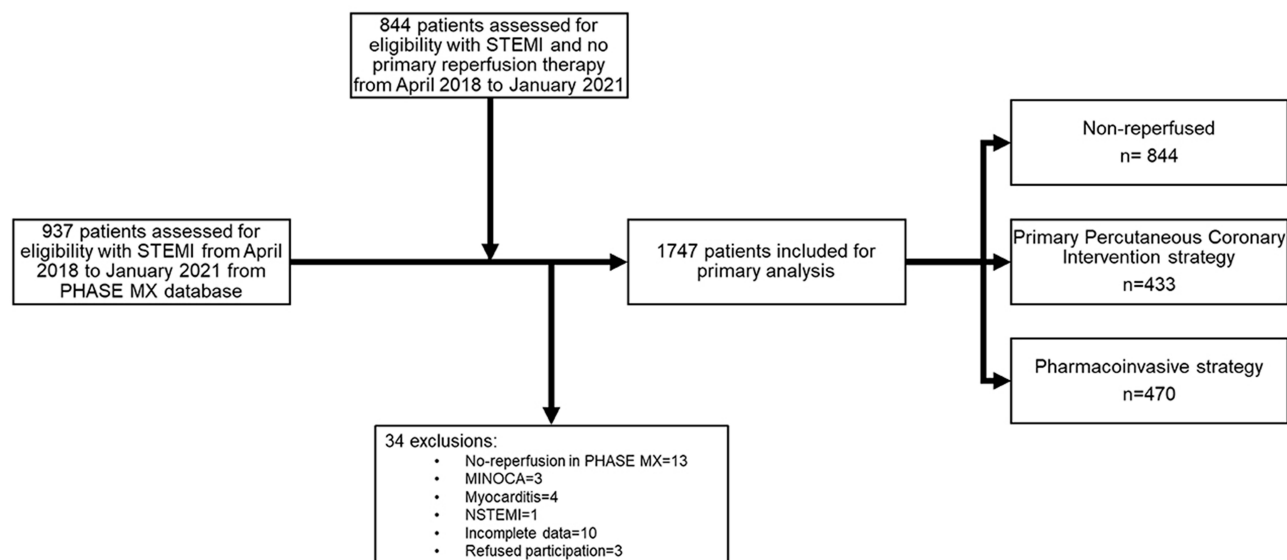 844 patients assessed for
eligibility with STEMI and no
primary reperfusion therapy
from April 2018 to January 2021
937 patients assessed for
eligibility with STEMI from April
2018 to January 2021 from
PHASE MX database
1747 patients included for
primary analysis
Non-reperfused
n= 844
Primary Percutaneous Coronary
Intervention strategy
n=433
Pharmacoinvasive strategy
n=470
34 exclusions:
• No-reperfusion in PHASE MX=13
• MINOCA=3
• Myocarditis=4
• NSTEMI=1
• Incomplete data=10
• Refused participation=3